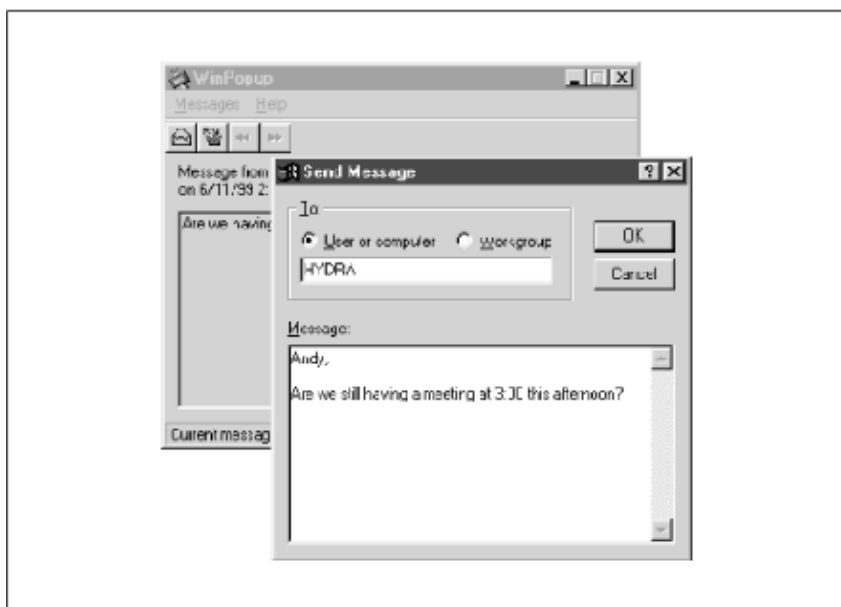 WinPopup
Messages Help
Message from
on 6/11/99 2:
Are we having
Current messag
Send Message
To
User or computer Workgroup
HYDRA
OK
Cancel
Message:
Andy,
Are we still having a meeting at 3:00 this afternoon?